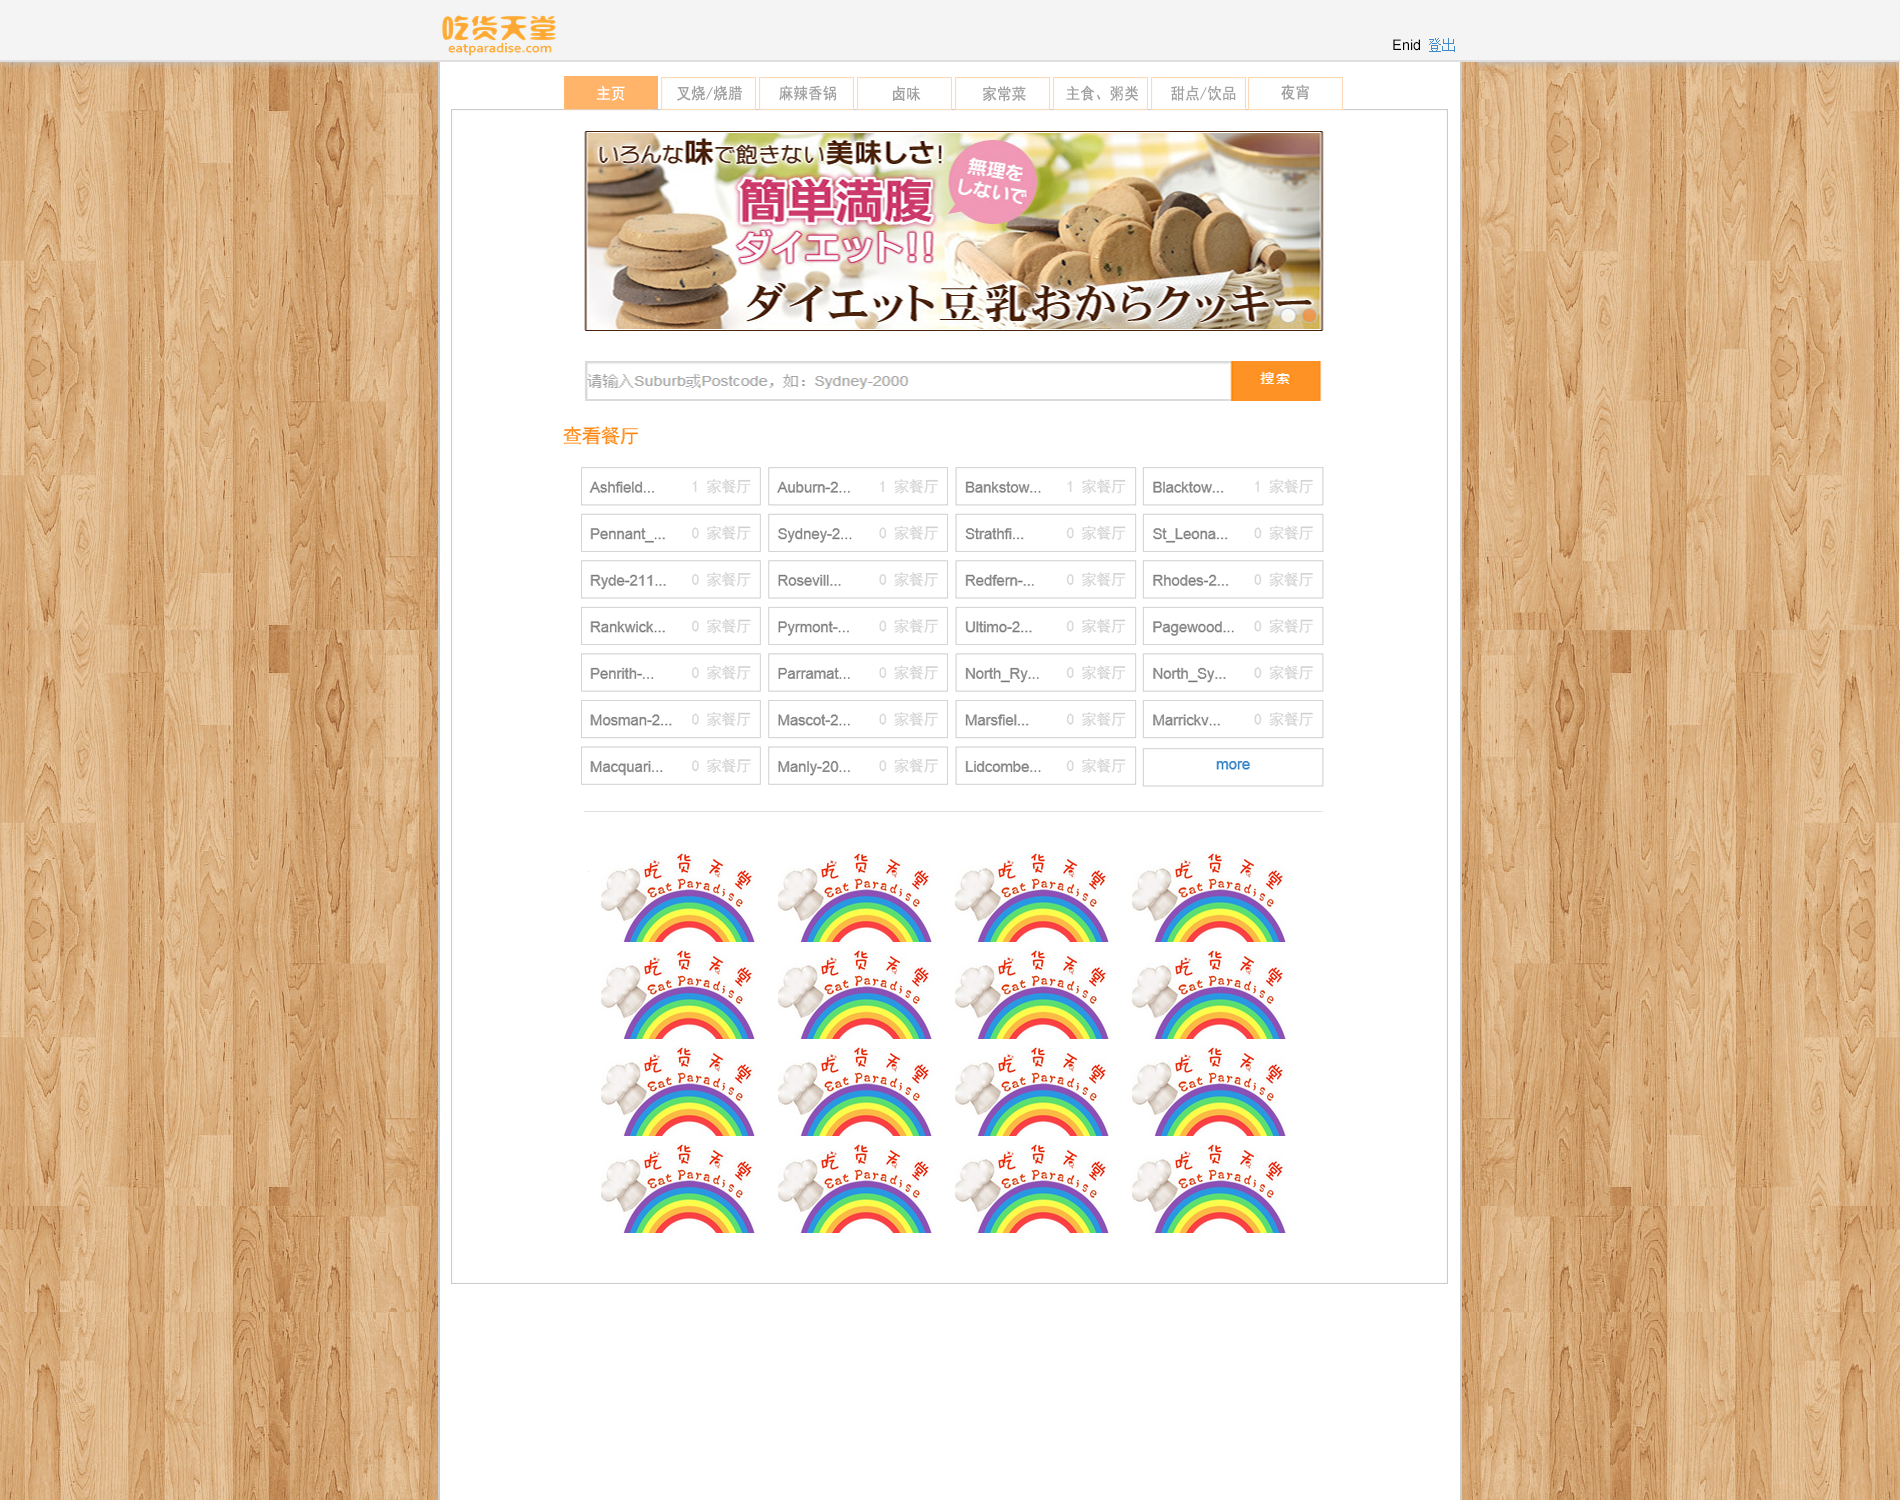 吃货天堂
eatparadise.com
Enid 登出
主页 叉烧/烧腊 麻辣香锅 卤味 家常菜 主食、粥类 甜点/饮品 夜宵
いろんな味で飽きない美味しさ!
無理を
しないで
簡単満腹
ダイエット!!
ダイエット豆乳おからクッキー
请输入Suburb或Postcode，如：Sydney-2000 搜索
查看餐厅
Ashfield... 1 家餐厅 Auburn-2... 1 家餐厅 Bankstow... 1 家餐厅 Blacktow... 1 家餐厅
Pennant_... 0 家餐厅 Sydney-2... 0 家餐厅 Strathfi... 0 家餐厅 St_Leona... 0 家餐厅
Ryde-211... 0 家餐厅 Rosevill... 0 家餐厅 Redfern-... 0 家餐厅 Rhodes-2... 0 家餐厅
Rankwick... 0 家餐厅 Pyrmont-... 0 家餐厅 Ultimo-2... 0 家餐厅 Pagewood... 0 家餐厅
Penrith-... 0 家餐厅 Parramat... 0 家餐厅 North_Ry... 0 家餐厅 North_Sy... 0 家餐厅
Mosman-2... 0 家餐厅 Mascot-2... 0 家餐厅 Marsfiel... 0 家餐厅 Marrickv... 0 家餐厅
Macquari... 0 家餐厅 Manly-20... 0 家餐厅 Lidcombe... 0 家餐厅 more
吃货天堂 吃货天堂 吃货天堂 吃货天堂
Eat Paradise Eat Paradise Eat Paradise Eat Paradise
吃货天堂 吃货天堂 吃货天堂 吃货天堂
Eat Paradise Eat Paradise Eat Paradise Eat Paradise
吃货天堂 吃货天堂 吃货天堂 吃货天堂
Eat Paradise Eat Paradise Eat Paradise Eat Paradise
吃货天堂 吃货天堂 吃货天堂 吃货天堂
Eat Paradise Eat Paradise Eat Paradise Eat Paradise